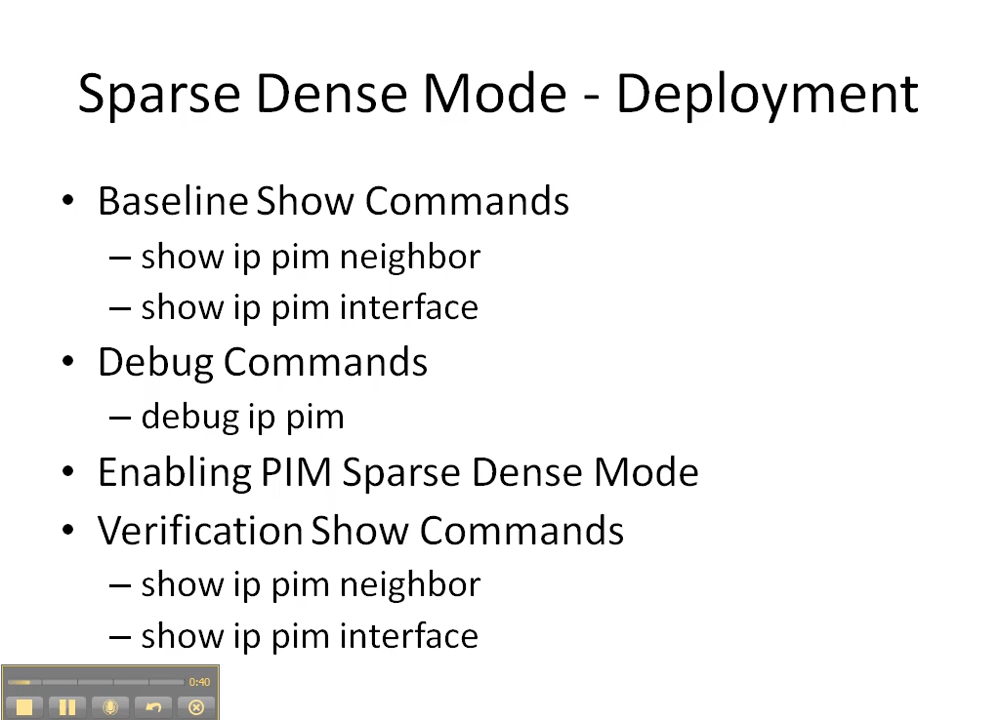 Sparse Dense Mode - Deployment
• Baseline Show Commands
– show ip pim neighbor
– show ip pim interface
• Debug Commands
– debug ip pim
• Enabling PIM Sparse Dense Mode
• Verification Show Commands
– show ip pim neighbor
– show ip pim interface
0:40